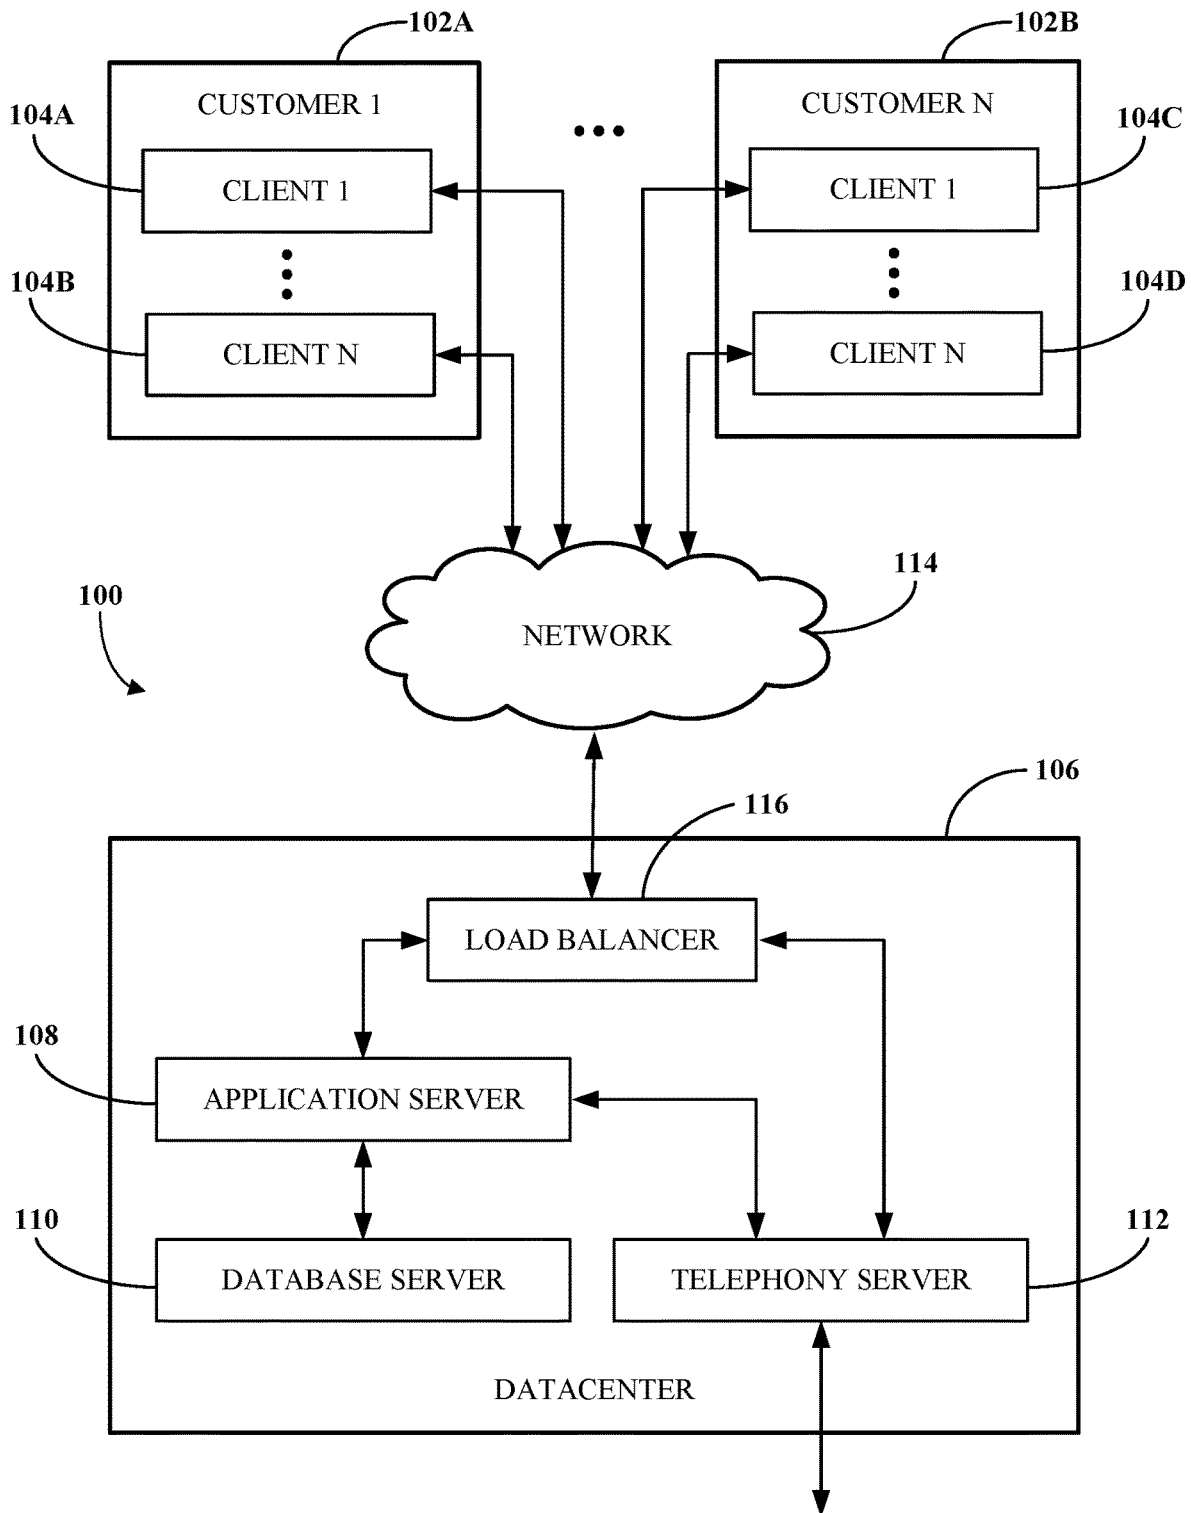 102A
102B
CUSTOMER 1
CUSTOMER N
104A
104C
CLIENT 1
CLIENT 1
104B
104D
CLIENT N
CLIENT N
114
100
NETWORK
106
116
LOAD BALANCER
108
APPLICATION SERVER
110
112
DATABASE SERVER
TELEPHONY SERVER
DATACENTER